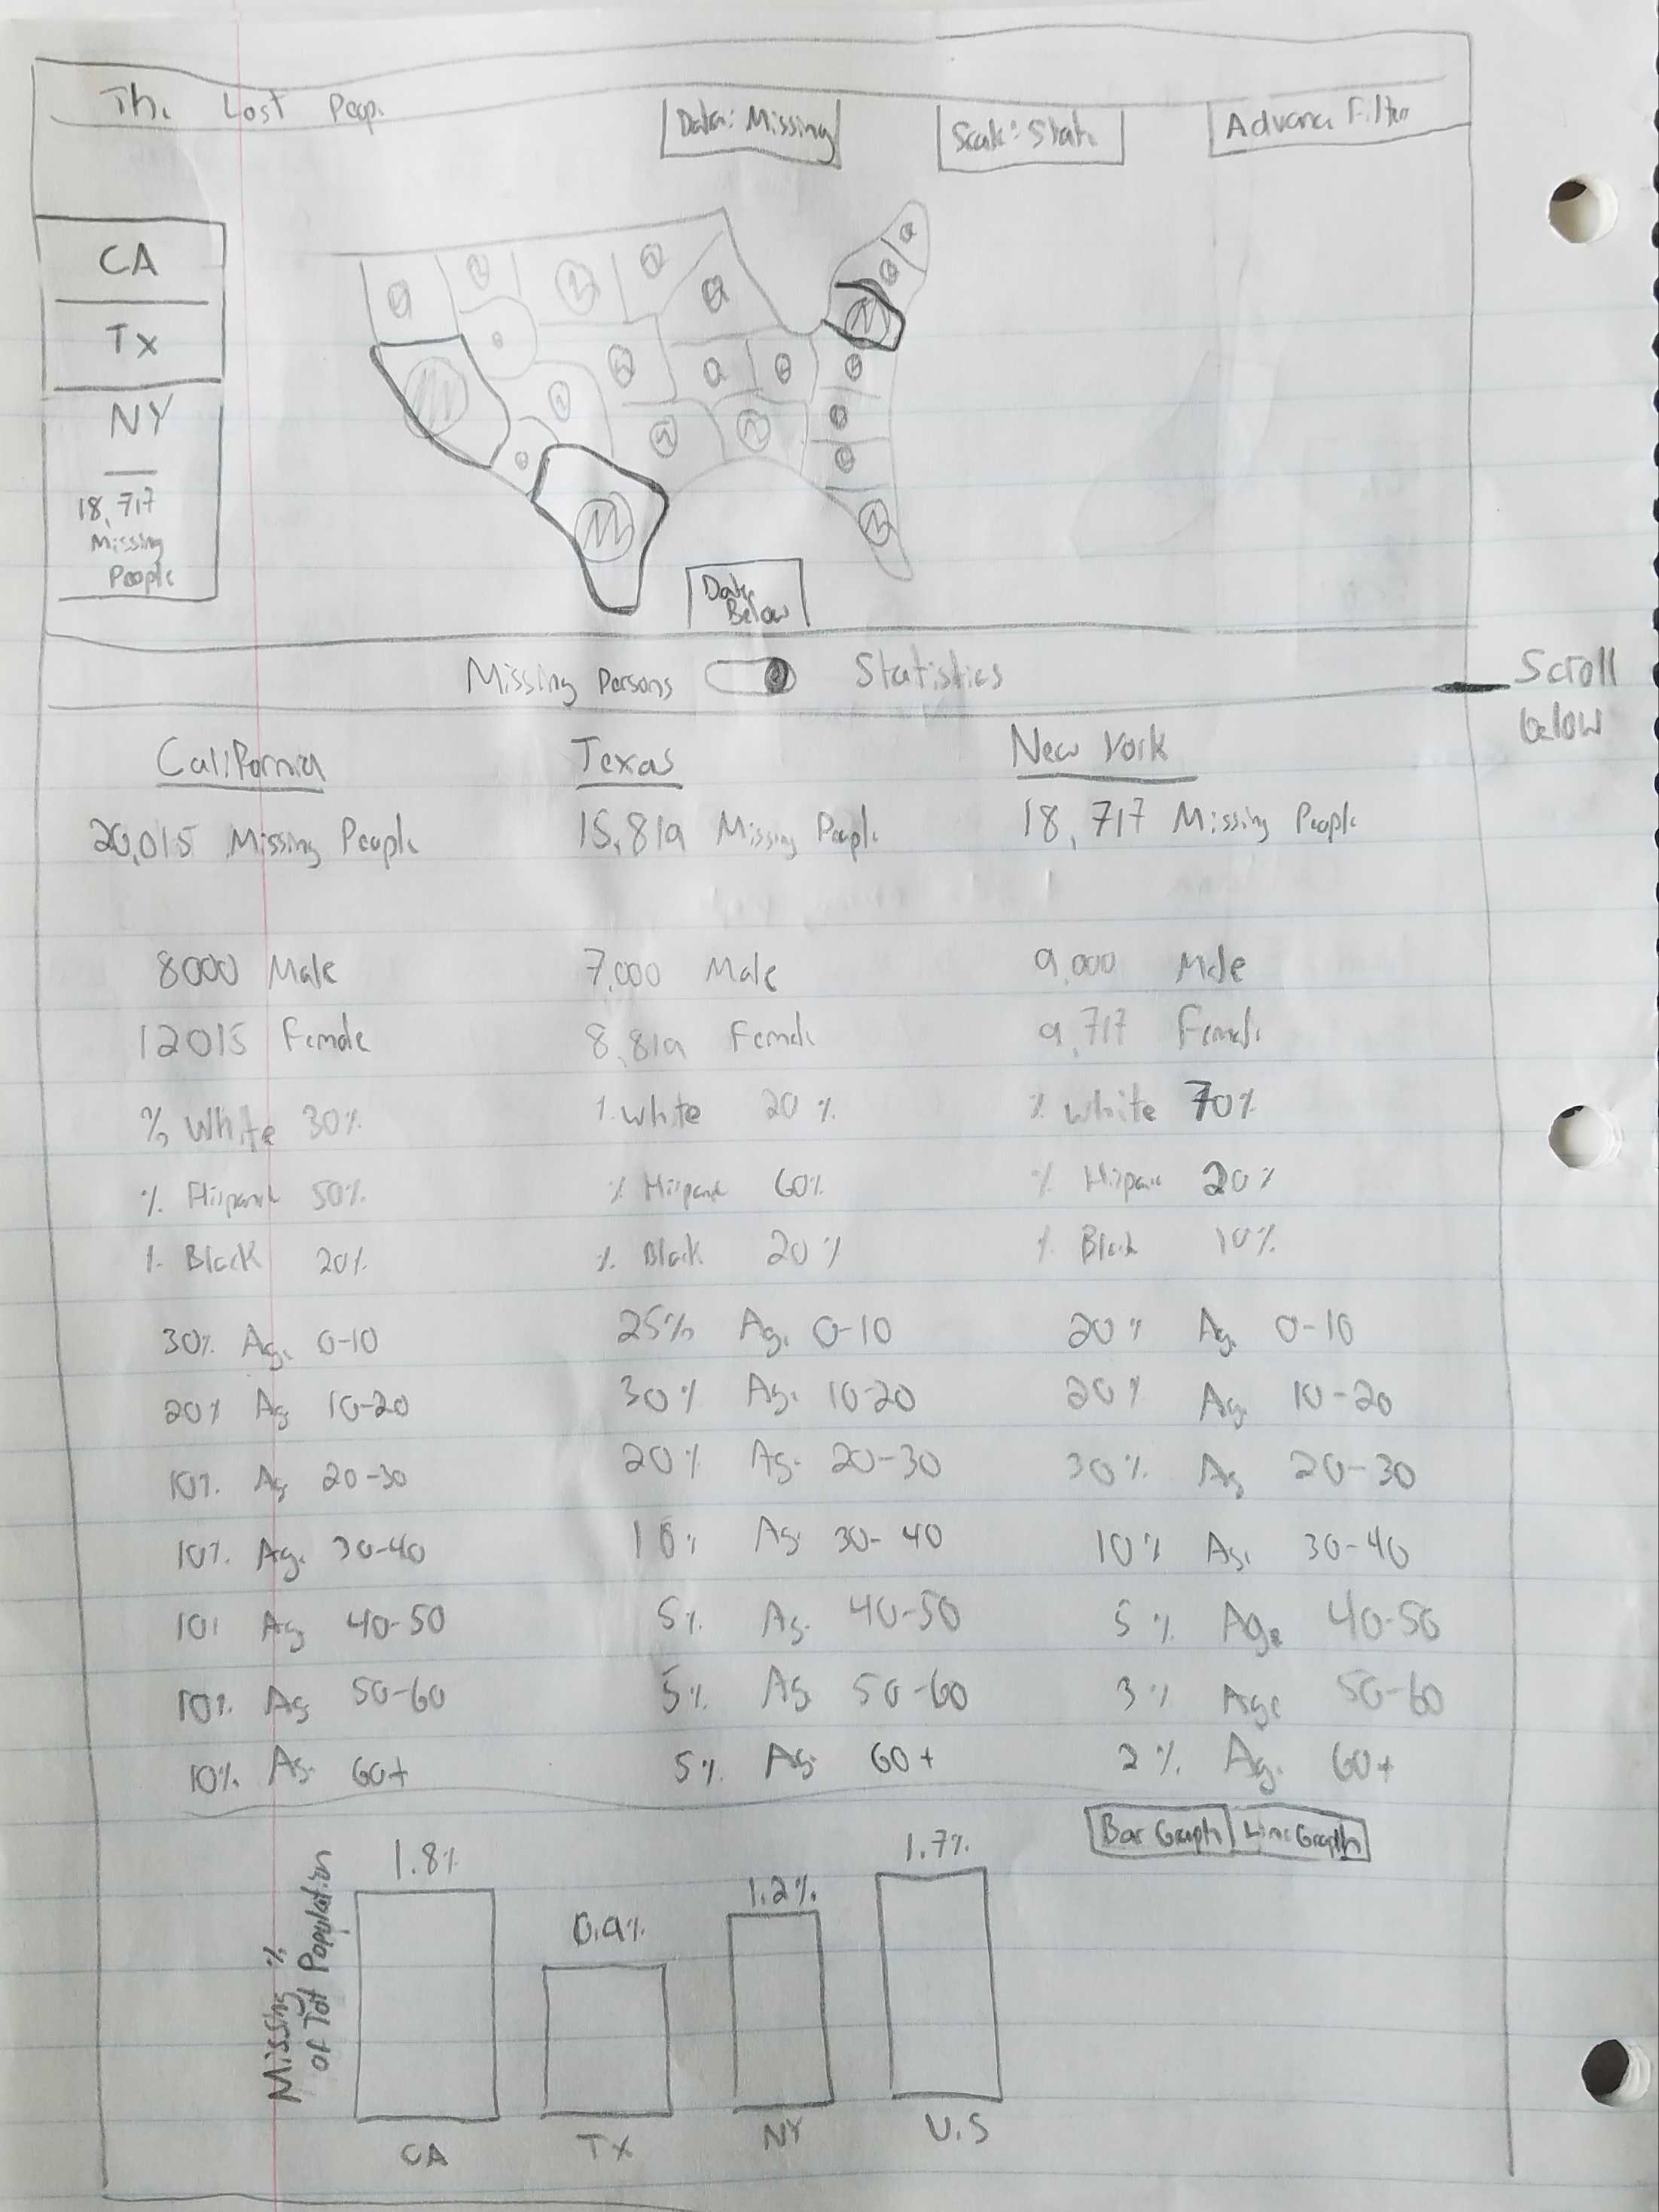 Th. Lost Peop.
Data: Missing
Scale: State
Advanc Filter
CA
TX
NY
18,717
Missing
People
Data
Below
Missing Persons Statistics
Scroll
below
California Texas New York
20,015 Missing People 15,819 Missing People 18,717 Missing People
8000 Male 7,000 Male 9,000 Male
12015 Female 8,819 Female 9,717 Female
% White 30% % White 20% % White 70%
% Hispanic 50% % Hispanic 60% % Hispanic 20%
% Black 20% % Black 20% % Black 10%
30% Age 0-10 25% Age 0-10 20% Age 0-10
20% Age 10-20 30% Age 10-20 20% Age 10-20
10% Age 20-30 20% Age 20-30 30% Age 20-30
10% Age 30-40 10% Age 30-40 10% Age 30-40
10% Age 40-50 5% Age 40-50 5% Age 40-50
10% Age 50-60 5% Age 50-60 3% Age 50-60
10% Age 60+ 5% Age 60+ 2% Age 60+
Bar Graph Line Graph
Missing %
of Tot Population
1.8% 0.9% 1.2% 1.7%
CA TX NY U.S